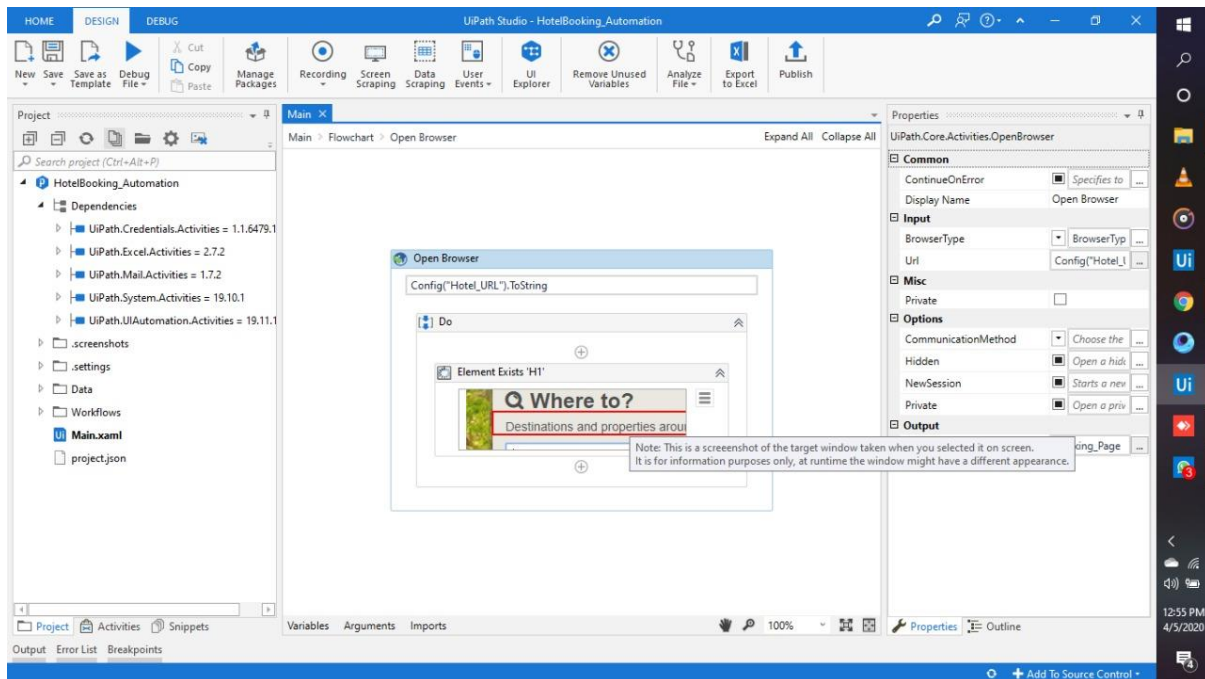 HOME DESIGN DEBUG UiPath Studio - HotelBooking_Automation
New Save Save as Template Debug File Cut Copy Paste Manage Packages Recording Screen Scraping Data Scraping User Events UI Explorer Remove Unused Variables Analyze File Export to Excel Publish
Project
Search project (Ctrl+Alt+P)
HotelBooking_Automation
Dependencies
UiPath.Credentials.Activities = 1.1.6479.1
UiPath.Excel.Activities = 2.7.2
UiPath.Mail.Activities = 1.7.2
UiPath.System.Activities = 19.10.1
UiPath.UIAutomation.Activities = 19.11.1
.screenshots
.settings
Data
Workflows
Main.xaml
project.json
Project Activities Snippets
Output Error List Breakpoints
Main
Main > Flowchart > Open Browser Expand All Collapse All
Open Browser
Config("Hotel_URL").ToString
Do
Element Exists 'H1'
Where to?
Destinations and properties arou
Note: This is a screeenshot of the target window taken when you selected it on screen.
It is for information purposes only, at runtime the window might have a different appearance.
Variables Arguments Imports 100%
Properties
UiPath.Core.Activities.OpenBrowser
Common
ContinueOnError Specifies to ...
Display Name Open Browser
Input
BrowserType BrowserTyp ...
Url Config("Hotel_U ...
Misc
Private
Options
CommunicationMethod Choose the ...
Hidden Open a hide ...
NewSession Starts a new ...
Private Open a priv ...
Output
king_Page ...
Properties Outline
Add To Source Control
Ui
Ui
3
12:55 PM
4/5/2020
4